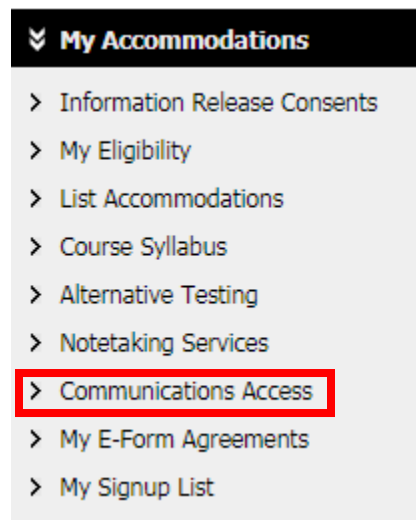 My Accommodations
Information Release Consents
My Eligibility
List Accommodations
Course Syllabus
Alternative Testing
Notetaking Services
Communications Access
My E-Form Agreements
My Signup List